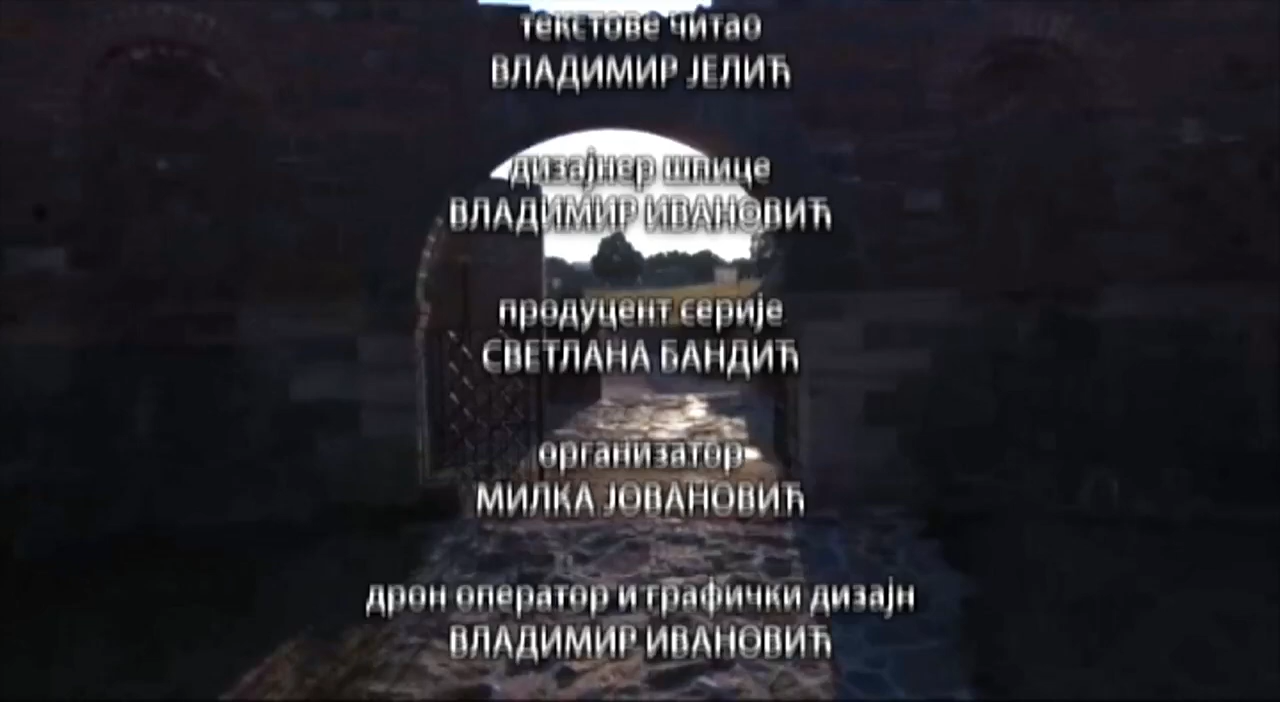 текстове читао
ВЛАДИМИР ЈЕЛИЋ
дизајнер шпице
ВЛАДИМИР ИВАНОВИЋ
продуцент серије
СВЕТЛАНА БАНДИЋ
организатор
МИЛКА ЈОВАНОВИЋ
дрон оператор и графички дизајн
ВЛАДИМИР ИВАНОВИЋ